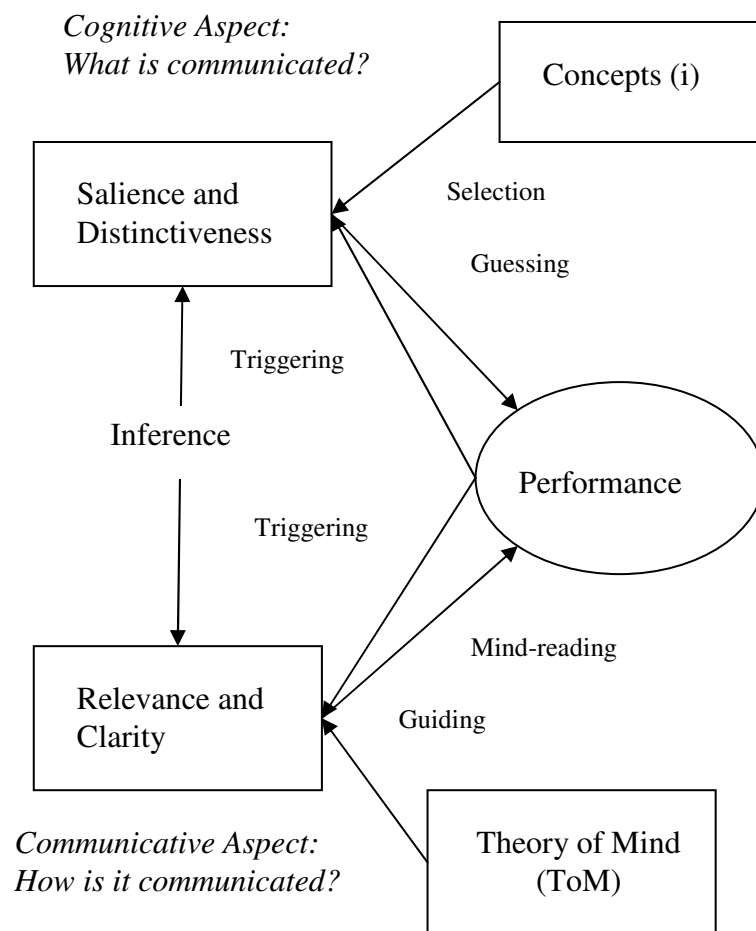 Cognitive Aspect:
What is communicated?
Concepts (i)
Salience and
Distinctiveness
Selection
Guessing
Triggering
Inference
Performance
Triggering
Mind-reading
Relevance and
Clarity
Guiding
Communicative Aspect:
How is it communicated?
Theory of Mind
(ToM)